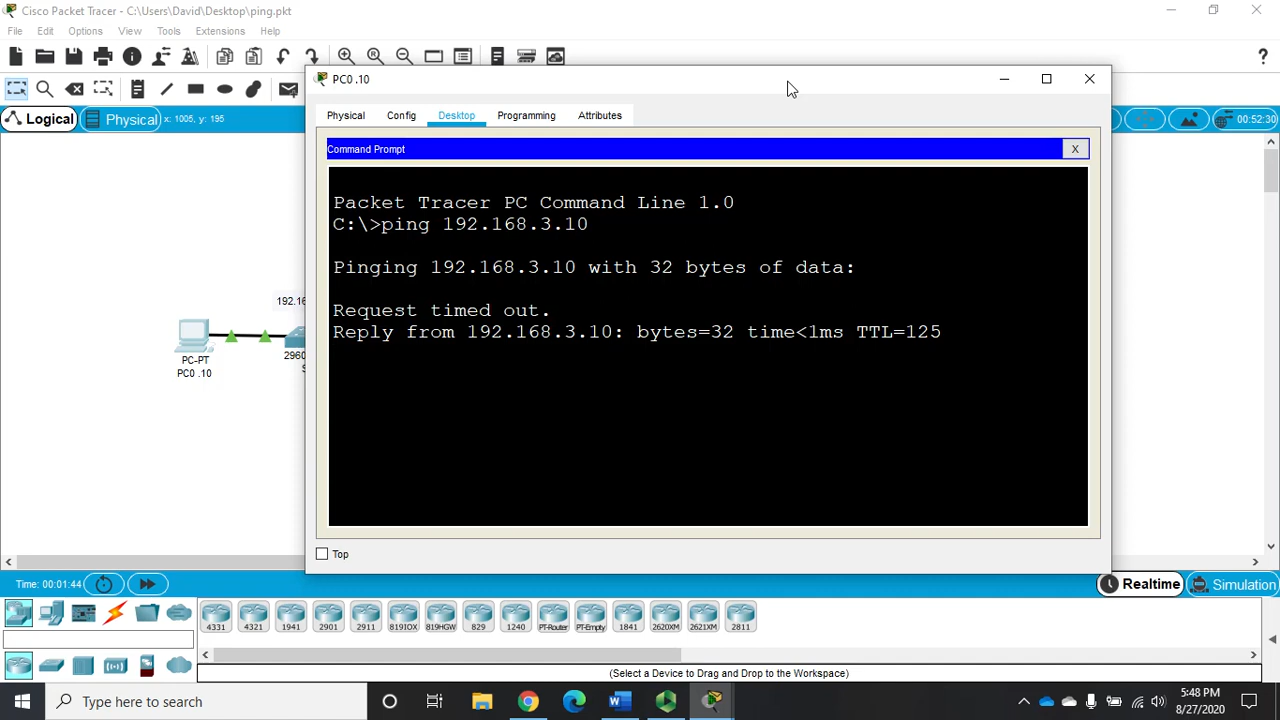 Cisco Packet Tracer - C:\Users\David\Desktop\ping.pkt
File Edit Options View Tools Extensions Help
PC0 .10
Physical Config Desktop Programming Attributes
Logical Physical x: 1005, y: 195
00:52:30
Command Prompt X
Packet Tracer PC Command Line 1.0
C:\>ping 192.168.3.10
Pinging 192.168.3.10 with 32 bytes of data:
Request timed out.
Reply from 192.168.3.10: bytes=32 time<1ms TTL=125
192.16
PC-PT
PC0 .10
2960
S
Top
Time: 00:01:44
Realtime Simulation
4331 4321 1941 2901 2911 819IOX 819HGW 829 1240 PT-Router PT-Empty 1841 2620XM 2621XM 2811
(Select a Device to Drag and Drop to the Workspace)
Type here to search
5:48 PM
8/27/2020